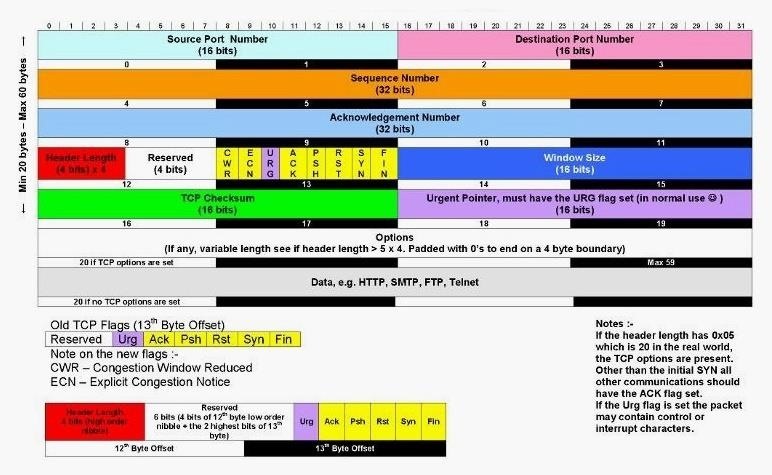 0 1 2 3 4 5 6 7 8 9 10 11 12 13 14 15 16 17 18 19 20 21 22 23 24 25 26 27 28 29 30 31
Source Port Number Destination Port Number
(16 bits) (16 bits)
0 1 2 3
Sequence Number
(32 bits)
4 5 6 7
Acknowledgement Number
(32 bits)
8 9 10 11
Header Length Reserved CWR ECN URG ACK PSH RST SYN FIN Window Size
(4 bits) x 4 (4 bits) (16 bits)
12 13 14 15
TCP Checksum Urgent Pointer, must have the URG flag set (in normal use ☺ )
(16 bits) (16 bits)
16 17 18 19
Options
(If any, variable length see if header length > 5 x 4. Padded with 0's to end on a 4 byte boundary)
20 if TCP options are set Max 59
Data, e.g. HTTP, SMTP, FTP, Telnet
20 if no TCP options are set
← Min 20 bytes – Max 60 bytes →
Old TCP Flags (13th Byte Offset)
Reserved Urg Ack Psh Rst Syn Fin
Note on the new flags :-
CWR – Congestion Window Reduced
ECN – Explicit Congestion Notice
Header Length
4 bits (high order
nibble)
Reserved
6 bits (4 bits of 12th byte low order
nibble + the 2 highest bits of 13th
byte)
Urg Ack Psh Rst Syn Fin
12th Byte Offset 13th Byte Offset
Notes :-
If the header length has 0x05
which is 20 in the real world,
the TCP options are present.
Other than the initial SYN all
other communications should
have the ACK flag set.
If the Urg flag is set the packet
may contain control or
interrupt characters.